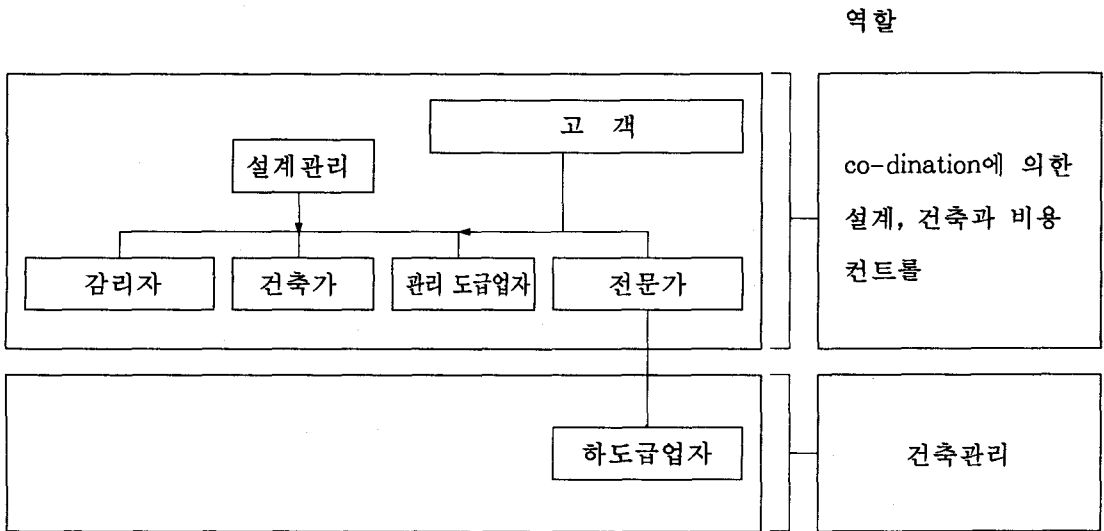 역할
고 객
설계관리
co-dination에 의한
설계, 건축과 비용
컨트롤
감리자 건축가 관리 도급업자 전문가
하도급업자
건축관리